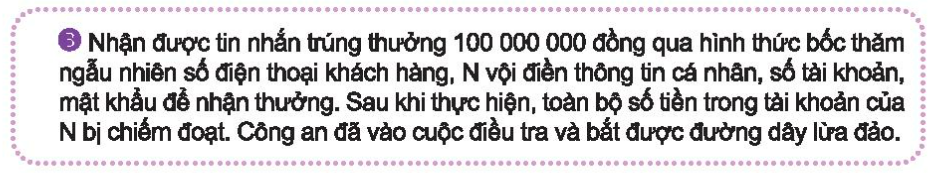 3 Nhận được tin nhắn trúng thưởng 100 000 000 đồng qua hình thức bốc thăm
ngẫu nhiên số điện thoại khách hàng, N vội điền thông tin cá nhân, số tài khoản,
mật khẩu để nhận thưởng. Sau khi thực hiện, toàn bộ số tiền trong tài khoản của
N bị chiếm đoạt. Công an đã vào cuộc điều tra và bắt được đường dây lừa đảo.